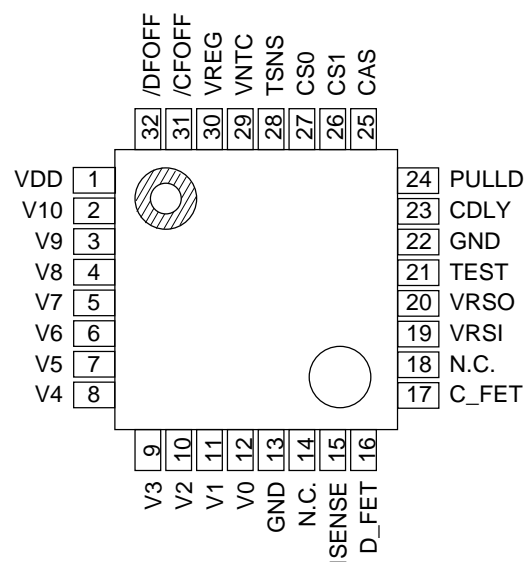 /DFOFF
/CFOFF
VREG
VNTC
TSNS
CS0
CS1
CAS
32
31
30
29
28
27
26
25
VDD 1
V10 2
V9 3
V8 4
V7 5
V6 6
V5 7
V4 8
24 PULLD
23 CDLY
22 GND
21 TEST
20 VRSO
19 VRSI
18 N.C.
17 C_FET
9
10
11
12
13
14
15
16
V3
V2
V1
V0
GND
N.C.
ISENSE
D_FET